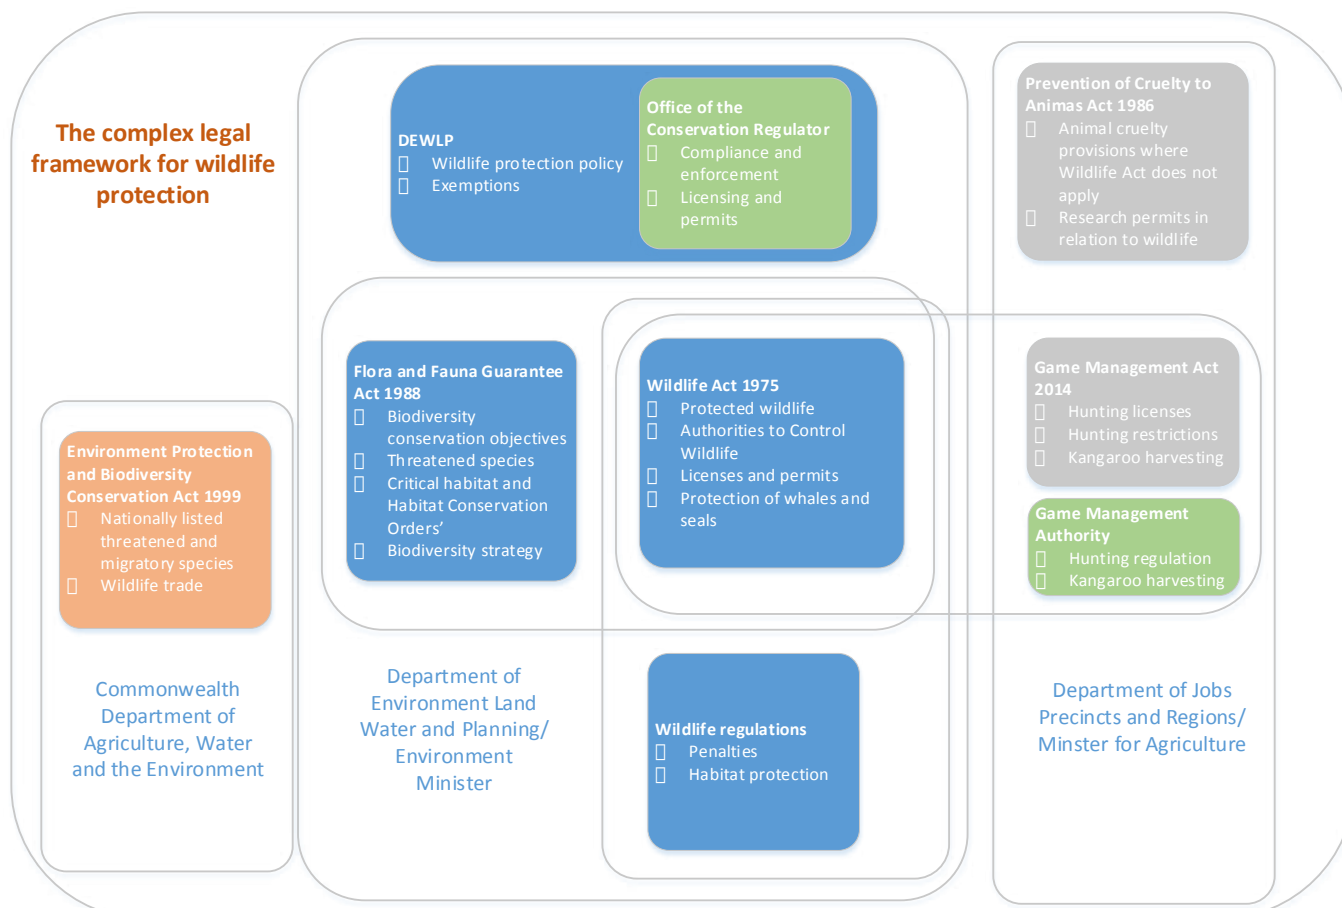 The complex legal
framework for wildlife
protection
DEWLP
Wildlife protection policy
Exemptions
Office of the
Conservation Regulator
Compliance and
enforcement
Licensing and
permits
Prevention of Cruelty to
Animas Act 1986
Animal cruelty
provisions where
Wildlife Act does not
apply
Research permits in
relation to wildlife
Flora and Fauna Guarantee
Act 1988
Biodiversity
conservation objectives
Threatened species
Critical habitat and
Habitat Conservation
Orders’
Biodiversity strategy
Wildlife Act 1975
Protected wildlife
Authorities to Control
Wildlife
Licenses and permits
Protection of whales and
seals
Game Management Act
2014
Hunting licenses
Hunting restrictions
Kangaroo harvesting
Game Management
Authority
Hunting regulation
Kangaroo harvesting
Environment Protection
and Biodiversity
Conservation Act 1999
Nationally listed
threatened and
migratory species
Wildlife trade
Commonwealth
Department of
Agriculture, Water
and the Environment
Department of
Environment Land
Water and Planning/
Environment
Minister
Wildlife regulations
Penalties
Habitat protection
Department of Jobs
Precincts and Regions/
Minster for Agriculture